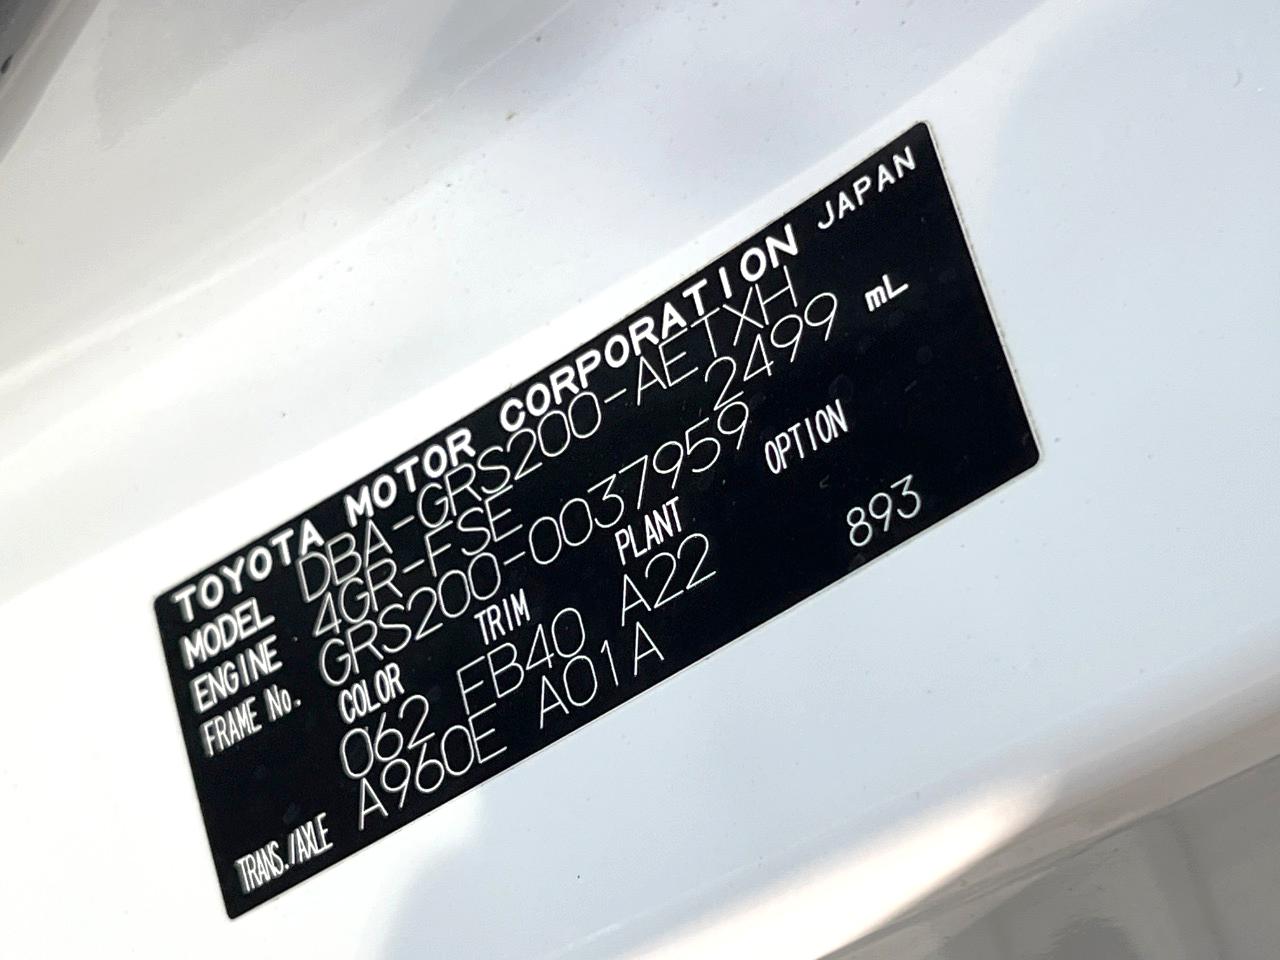 TOYOTA MOTOR CORPORATION JAPAN
MODEL DBA-GRS200-AETXH
ENGINE 4GR-FSE 2499 mL
FRAME No. GRS200-0037959
COLOR TRIM PLANT OPTION
062 FB40 A22 893
TRANS./AXLE A960E A01A